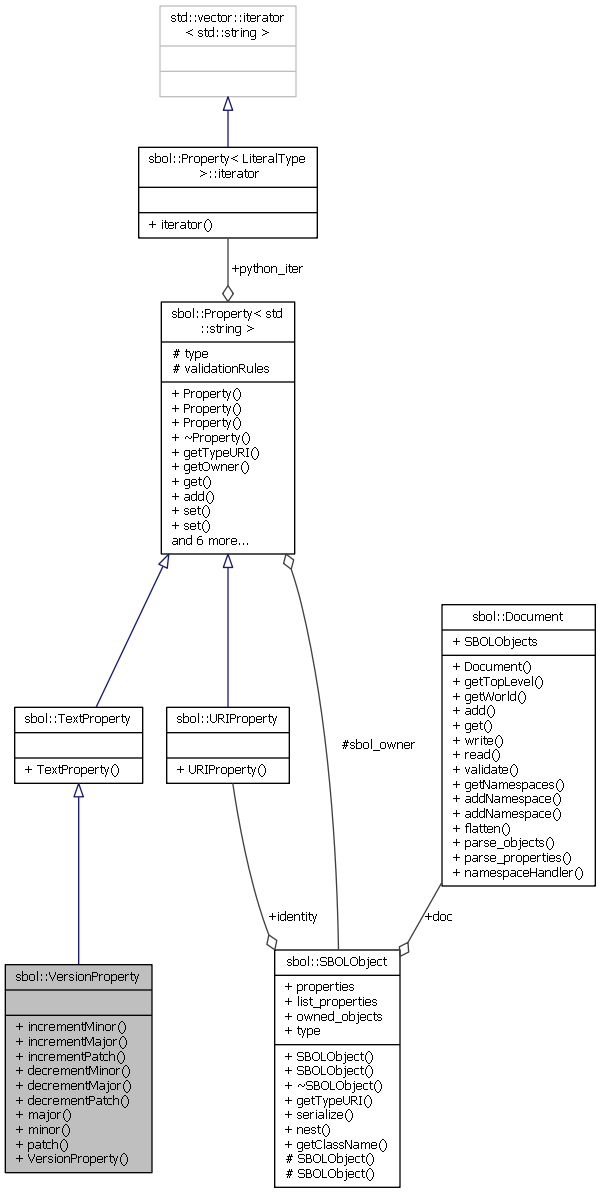 std::vector::iterator
< std::string >
sbol::Property< LiteralType
>::iterator
+ iterator()
+python_iter
sbol::Property< std
::string >
# type
# validationRules
+ Property()
+ Property()
+ Property()
+ ~Property()
+ getTypeURI()
+ getOwner()
+ get()
+ add()
+ set()
+ set()
and 6 more...
sbol::TextProperty
+ TextProperty()
sbol::URIProperty
+ URIProperty()
#sbol_owner
sbol::Document
+ SBOLObjects
+ Document()
+ getTopLevel()
+ getWorld()
+ add()
+ get()
+ write()
+ read()
+ validate()
+ getNamespaces()
+ addNamespace()
+ addNamespace()
+ flatten()
+ parse_objects()
+ parse_properties()
+ namespaceHandler()
+identity
+doc
sbol::VersionProperty
+ incrementMinor()
+ incrementMajor()
+ incrementPatch()
+ decrementMinor()
+ decrementMajor()
+ decrementPatch()
+ major()
+ minor()
+ patch()
+ VersionProperty()
sbol::SBOLObject
+ properties
+ list_properties
+ owned_objects
+ type
+ SBOLObject()
+ SBOLObject()
+ ~SBOLObject()
+ getTypeURI()
+ serialize()
+ nest()
+ getClassName()
# SBOLObject()
# SBOLObject()